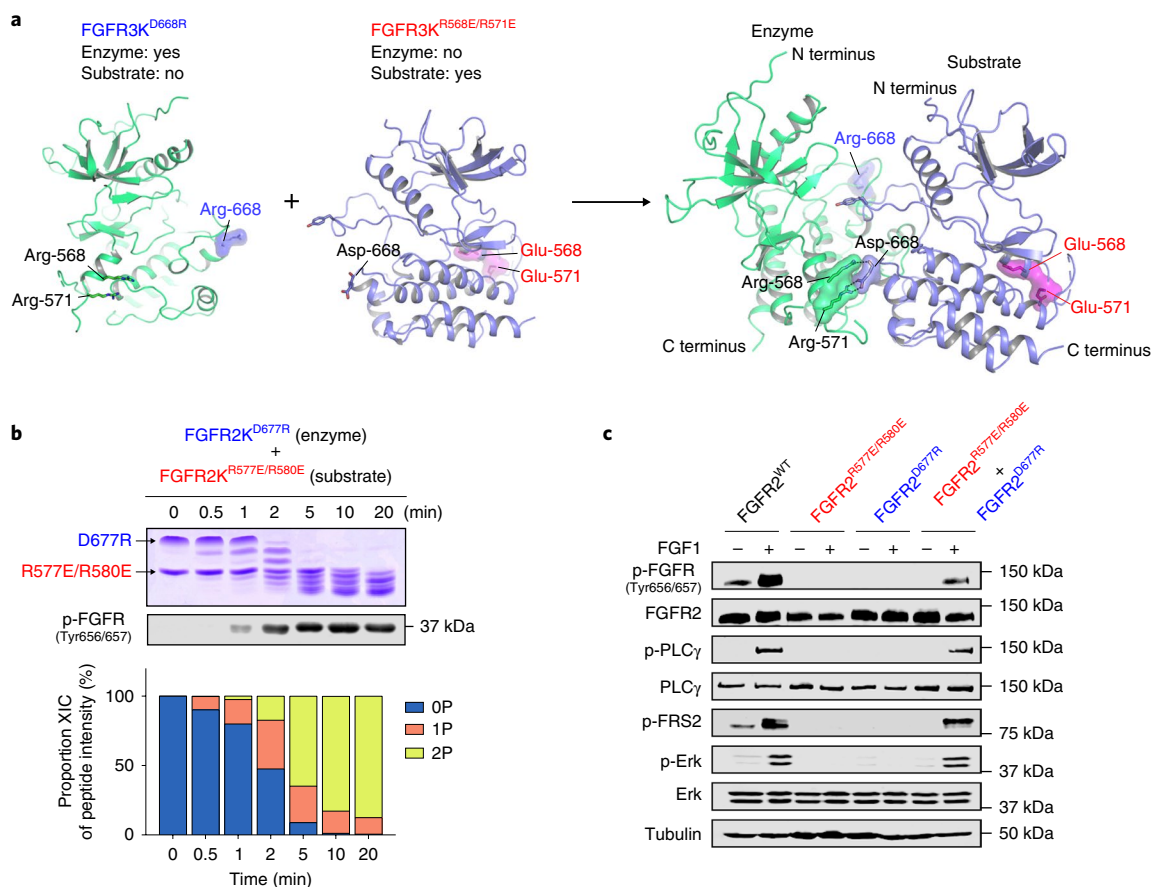 a
FGFR3K^D668R
Enzyme: yes
Substrate: no
FGFR3K^R568E/R571E
Enzyme: no
Substrate: yes
Arg-668
Arg-568
Arg-571
+
Asp-668
Glu-568
Glu-571
Enzyme
N terminus
Substrate
N terminus
Arg-668
Asp-668
Arg-568
Arg-571
Glu-568
Glu-571
C terminus
C terminus
b
FGFR2K^D677R (enzyme)
+
FGFR2K^R577E/R580E (substrate)
0 0.5 1 2 5 10 20 (min)
D677R
R577E/R580E
p-FGFR
(Tyr656/657)
37 kDa
Proportion XIC
of peptide intensity (%)
100
50
0
0P
1P
2P
0 0.5 1 2 5 10 20
Time (min)
c
FGFR2^WT
FGFR2^R577E/R580E
FGFR2^D677R
FGFR2^R577E/R580E
+
FGFR2^D677R
FGF1 − + − + − + − +
p-FGFR
(Tyr656/657)
150 kDa
FGFR2 150 kDa
p-PLCγ 150 kDa
PLCγ 150 kDa
p-FRS2 75 kDa
p-Erk 37 kDa
Erk 37 kDa
Tubulin 50 kDa